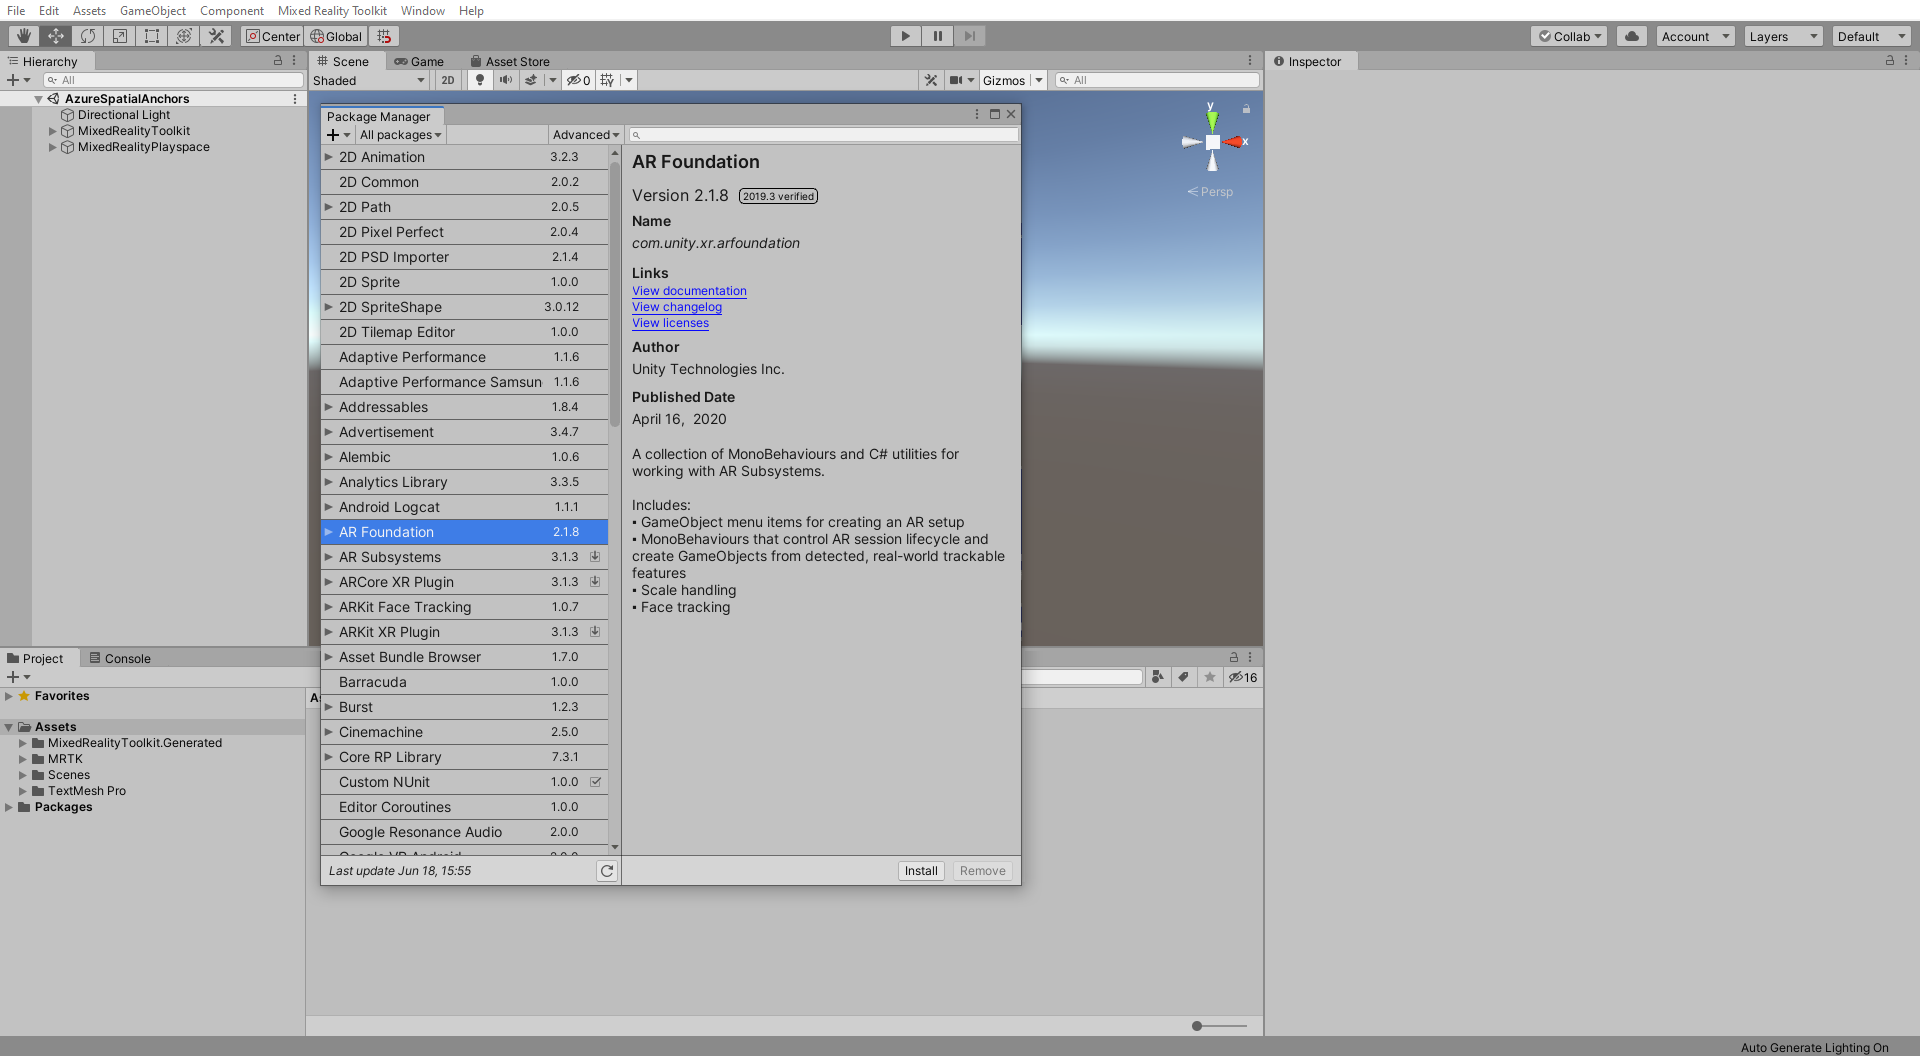 File Edit Assets GameObject Component Mixed Reality Toolkit Window Help
Center Global Collab Account Layers Default
Hierarchy
All
AzureSpatialAnchors
Directional Light
MixedRealityToolkit
MixedRealityPlayspace
Scene Game Asset Store
Shaded 2D 0 Gizmos All
y
x
Persp
Inspector
Package Manager
All packages Advanced
2D Animation 3.2.3
2D Common 2.0.2
2D Path 2.0.5
2D Pixel Perfect 2.0.4
2D PSD Importer 2.1.4
2D Sprite 1.0.0
2D SpriteShape 3.0.12
2D Tilemap Editor 1.0.0
Adaptive Performance 1.1.6
Adaptive Performance Samsun 1.1.6
Addressables 1.8.4
Advertisement 3.4.7
Alembic 1.0.6
Analytics Library 3.3.5
Android Logcat 1.1.1
AR Foundation 2.1.8
AR Subsystems 3.1.3
ARCore XR Plugin 3.1.3
ARKit Face Tracking 1.0.7
ARKit XR Plugin 3.1.3
Asset Bundle Browser 1.7.0
Barracuda 1.0.0
Burst 1.2.3
Cinemachine 2.5.0
Core RP Library 7.3.1
Custom NUnit 1.0.0
Editor Coroutines 1.0.0
Google Resonance Audio 2.0.0
Last update Jun 18, 15:55
AR Foundation
Version 2.1.8 2019.3 verified
Name
com.unity.xr.arfoundation
Links
View documentation
View changelog
View licenses
Author
Unity Technologies Inc.
Published Date
April 16, 2020
A collection of MonoBehaviours and C# utilities for
working with AR Subsystems.
Includes:
▪ GameObject menu items for creating an AR setup
▪ MonoBehaviours that control AR session lifecycle and
create GameObjects from detected, real-world trackable
features
▪ Scale handling
▪ Face tracking
Install Remove
Project Console
16
Favorites
Assets
MixedRealityToolkit.Generated
MRTK
Scenes
TextMesh Pro
Packages
Auto Generate Lighting On